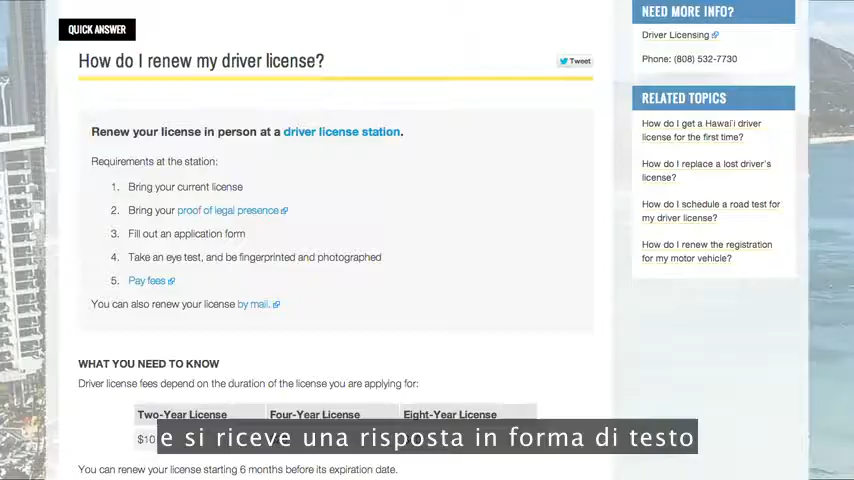 QUICK ANSWER
How do I renew my driver license?
Tweet
Renew your license in person at a driver license station.
Requirements at the station:
1. Bring your current license
2. Bring your proof of legal presence
3. Fill out an application form
4. Take an eye test, and be fingerprinted and photographed
5. Pay fees
You can also renew your license by mail.
WHAT YOU NEED TO KNOW
Driver license fees depend on the duration of the license you are applying for:
Two-Year License Four-Year License Eight-Year License
$10
You can renew your license starting 6 months before its expiration date.
NEED MORE INFO?
Driver Licensing
Phone: (808) 532-7730
RELATED TOPICS
How do I get a Hawai'i driver
license for the first time?
How do I replace a lost driver's
license?
How do I schedule a road test for
my driver license?
How do I renew the registration
for my motor vehicle?
e si riceve una risposta in forma di testo